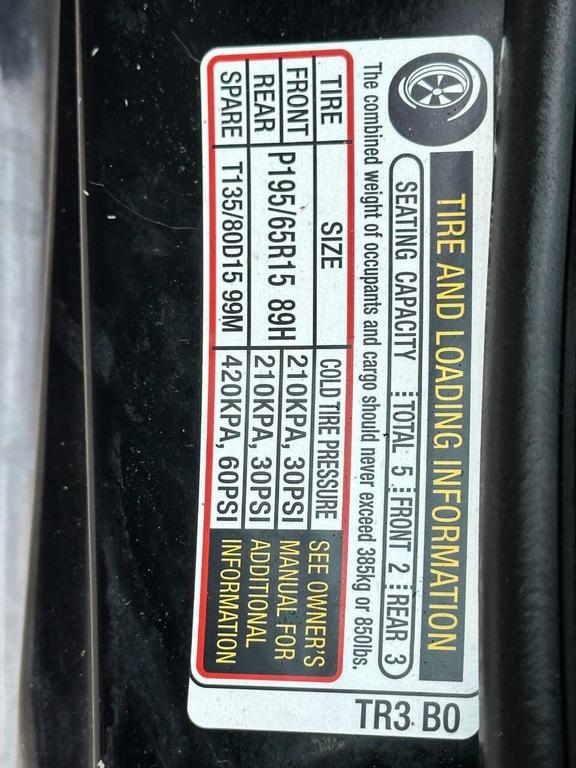 TIRE AND LOADING INFORMATION
SEATING CAPACITY TOTAL 5 FRONT 2 REAR 3
The combined weight of occupants and cargo should never exceed 385kg or 850lbs.
TIRE SIZE COLD TIRE PRESSURE
FRONT P195/65R15 89H 210KPA, 30PSI
REAR 210KPA, 30PSI
SPARE T135/80D15 99M 420KPA, 60PSI
SEE OWNER'S
MANUAL FOR
ADDITIONAL
INFORMATION
TR3 B0